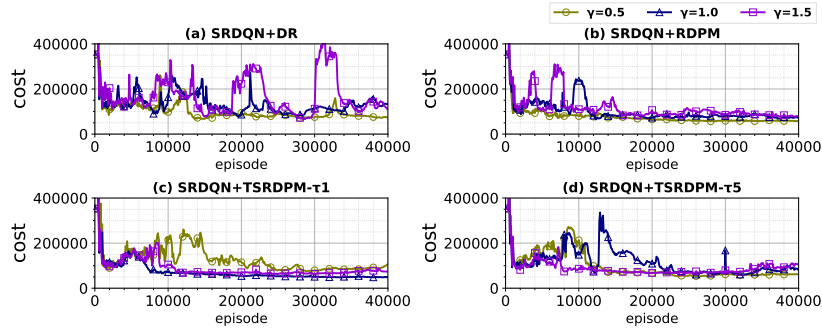 γ=0.5 γ=1.0 γ=1.5
(a) SRDQN+DR
400000
200000
0
cost
0 10000 20000 30000 40000
episode
(b) SRDQN+RDPM
400000
200000
0
cost
0 10000 20000 30000 40000
episode
(c) SRDQN+TSRDPM-τ1
400000
200000
0
cost
0 10000 20000 30000 40000
episode
(d) SRDQN+TSRDPM-τ5
400000
200000
0
cost
0 10000 20000 30000 40000
episode